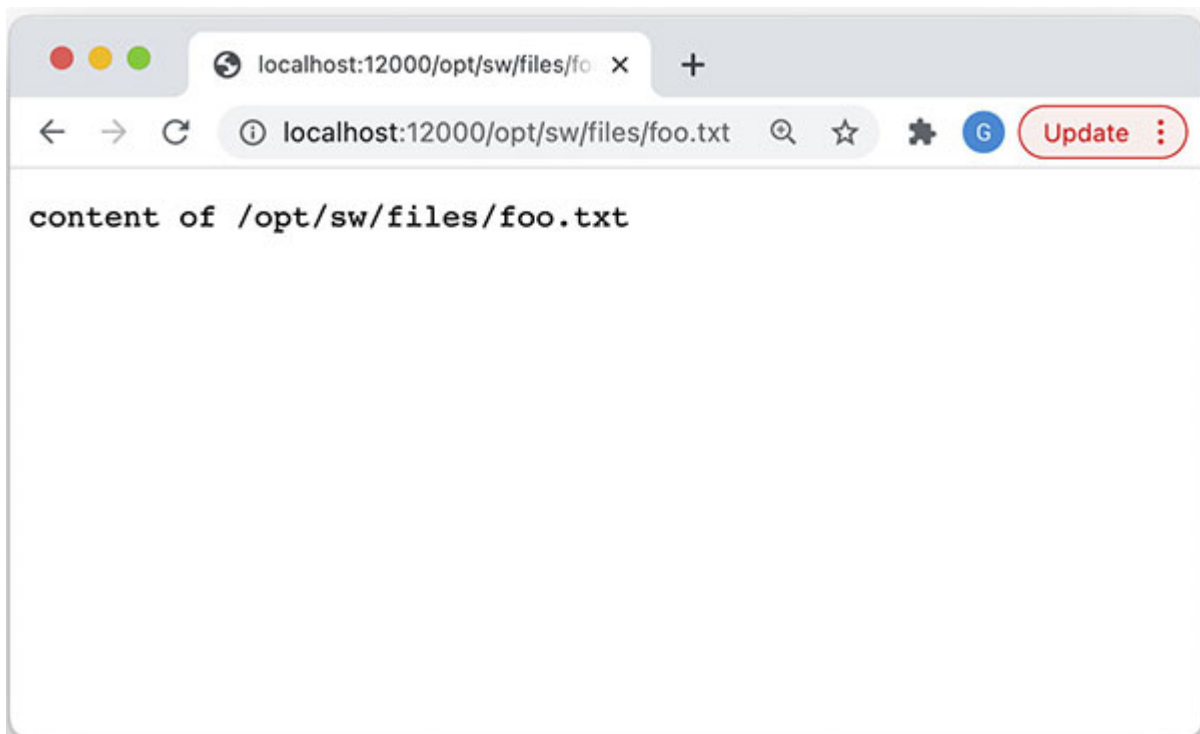 localhost:12000/opt/sw/files/fo
localhost:12000/opt/sw/files/foo.txt
G
Update
content of /opt/sw/files/foo.txt